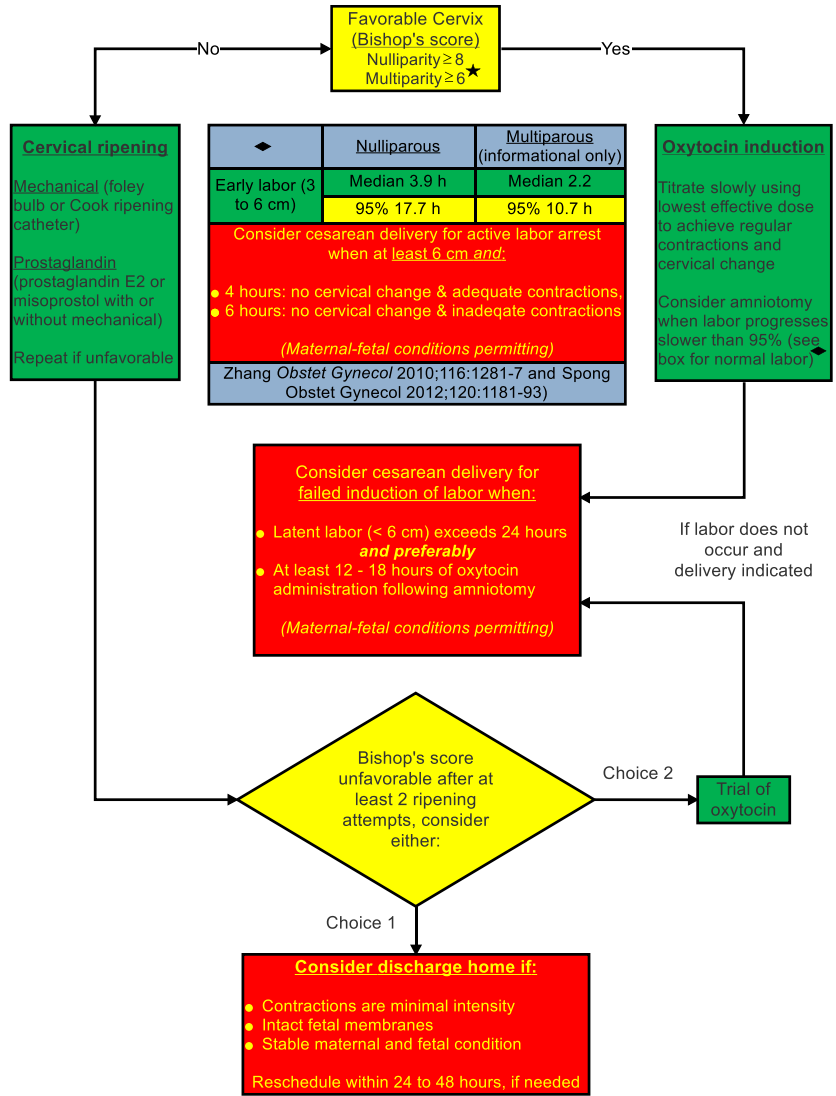 Favorable Cervix
(Bishop's score)
Nulliparity ≥ 8
Multiparity ≥ 6★
No
Yes
Cervical ripening
Mechanical (foley
bulb or Cook ripening
catheter)
Prostaglandin
(prostaglandin E2 or
misoprostol with or
without mechanical)
Repeat if unfavorable
◆
Nulliparous
Multiparous
(informational only)
Early labor (3
to 6 cm)
Median 3.9 h
Median 2.2
95% 17.7 h
95% 10.7 h
Consider cesarean delivery for active labor arrest
when at least 6 cm and:
● 4 hours: no cervical change & adequate contractions,
● 6 hours: no cervical change & inadeqate contractions
(Maternal-fetal conditions permitting)
Zhang Obstet Gynecol 2010;116:1281-7 and Spong
Obstet Gynecol 2012;120:1181-93)
Oxytocin induction
Titrate slowly using
lowest effective dose
to achieve regular
contractions and
cervical change
Consider amniotomy
when labor progresses
slower than 95% (see
box for normal labor)◆
Consider cesarean delivery for
failed induction of labor when:
● Latent labor (< 6 cm) exceeds 24 hours
and preferably
● At least 12 - 18 hours of oxytocin
administration following amniotomy
(Maternal-fetal conditions permitting)
If labor does not
occur and
delivery indicated
Bishop's score
unfavorable after at
least 2 ripening
attempts, consider
either:
Choice 2
Trial of
oxytocin
Choice 1
Consider discharge home if:
● Contractions are minimal intensity
● Intact fetal membranes
● Stable maternal and fetal condition
Reschedule within 24 to 48 hours, if needed